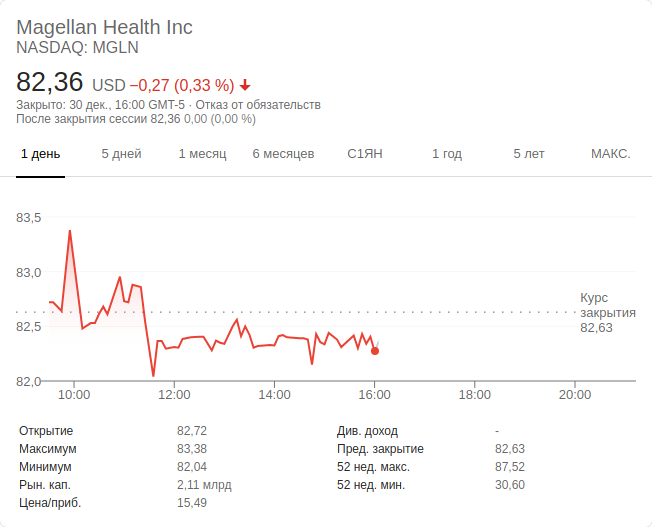 Magellan Health Inc
NASDAQ: MGLN
82,36 USD −0,27 (0,33 %)
Закрыто: 30 дек., 16:00 GMT-5 · Отказ от обязательств
После закрытия сессии 82,36 0,00 (0,00 %)
1 день 5 дней 1 месяц 6 месяцев С1ЯН 1 год 5 лет МАКС.
83,5
83,0
Курс
закрытия
82,63
82,5
82,0
10:00 12:00 14:00 16:00 18:00 20:00
Открытие 82,72 Див. доход -
Максимум 83,38 Пред. закрытие 82,63
Минимум 82,04 52 нед. макс. 87,52
Рын. кап. 2,11 млрд 52 нед. мин. 30,60
Цена/приб. 15,49